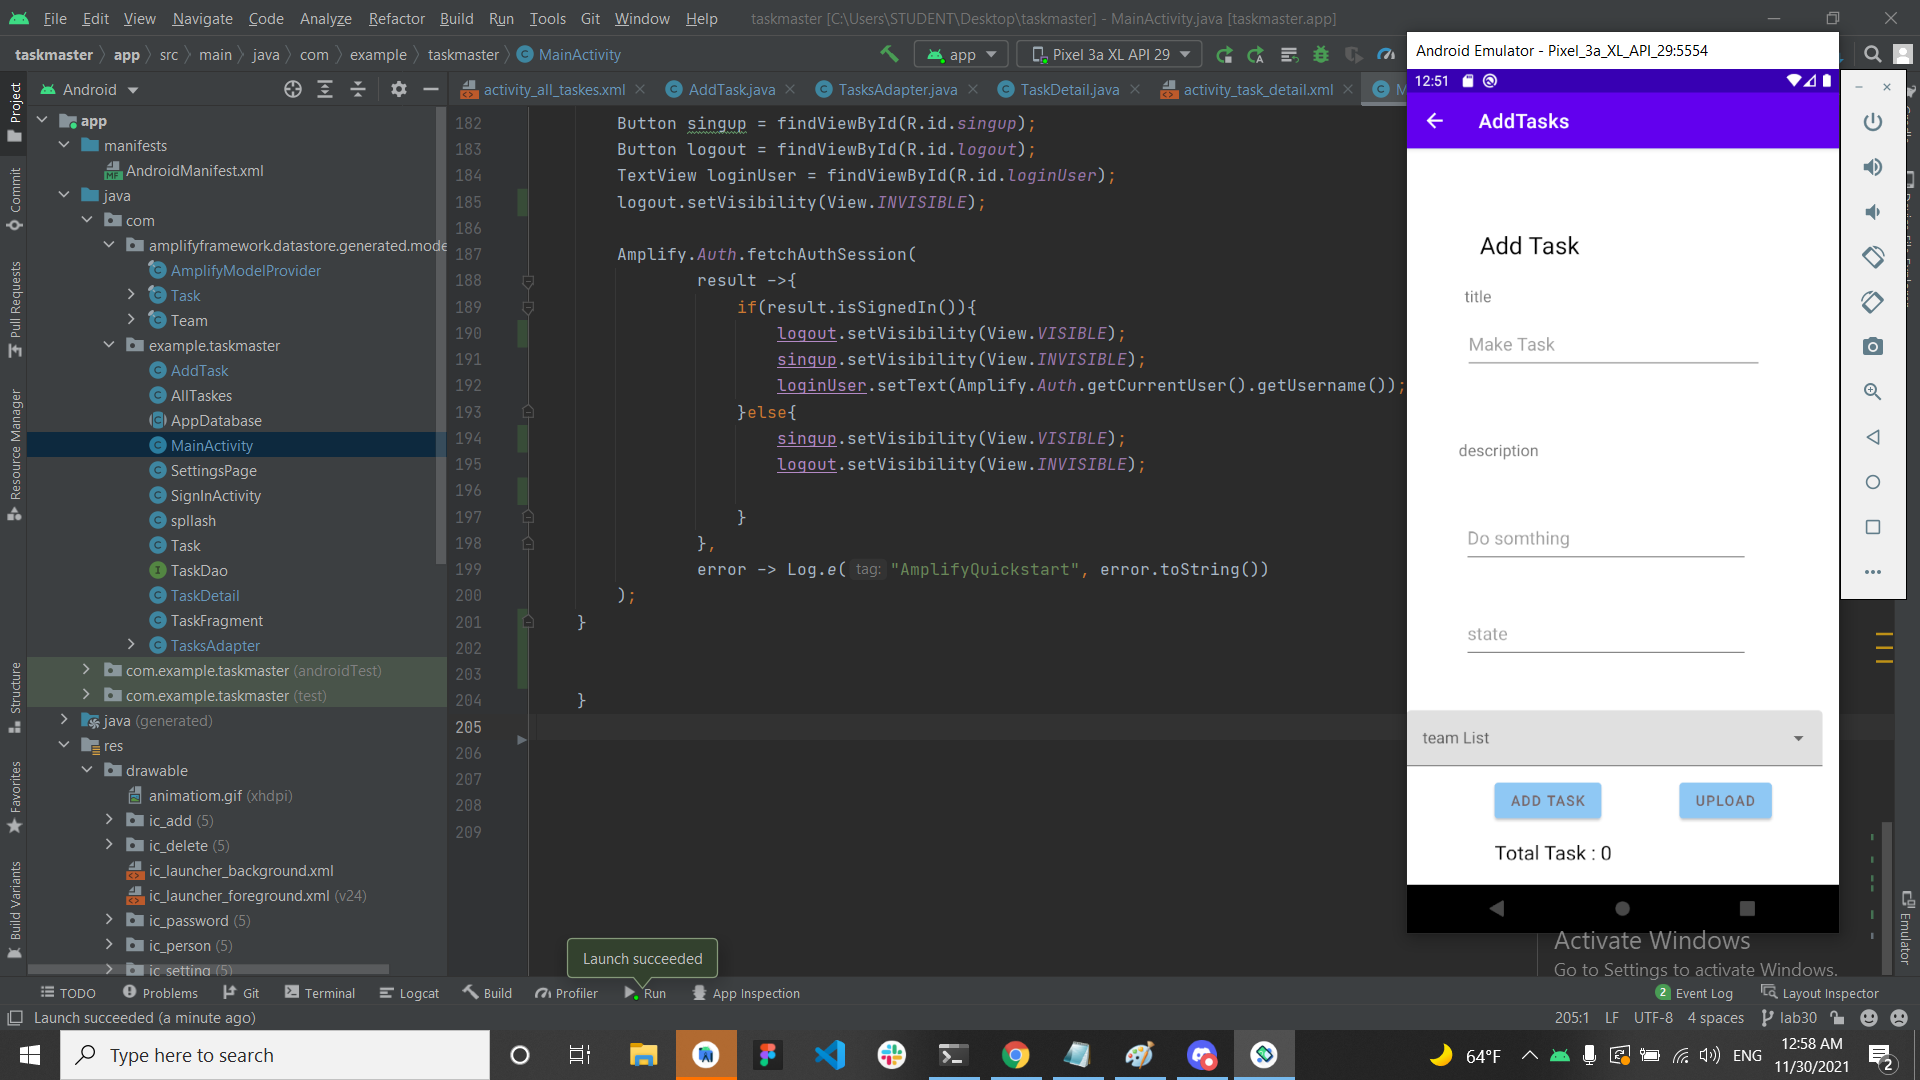 File Edit View Navigate Code Analyze Refactor Build Run Tools Git Window Help taskmaster [C:\Users\STUDENT\Desktop\taskmaster] - MainActivity.java [taskmaster.app]
taskmaster app src main java com example taskmaster MainActivity app Pixel 3a XL API 29
Android
activity_all_taskes.xml AddTask.java TasksAdapter.java TaskDetail.java activity_task_detail.xml
Project
Commit
Pull Requests
Resource Manager
Structure
Favorites
Build Variants
app
manifests
AndroidManifest.xml
java
com
amplifyframework.datastore.generated.mode
AmplifyModelProvider
Task
Team
example.taskmaster
AddTask
AllTaskes
AppDatabase
MainActivity
SettingsPage
SignInActivity
spllash
Task
TaskDao
TaskDetail
TaskFragment
TasksAdapter
com.example.taskmaster (androidTest)
com.example.taskmaster (test)
java (generated)
res
drawable
animatiom.gif (xhdpi)
ic_add (5)
ic_delete (5)
ic_launcher_background.xml
ic_launcher_foreground.xml (v24)
ic_password (5)
ic_person (5)
ic_setting (5)
182 Button singup = findViewById(R.id.singup);
183 Button logout = findViewById(R.id.logout);
184 TextView loginUser = findViewById(R.id.loginUser);
185 logout.setVisibility(View.INVISIBLE);
186
187 Amplify.Auth.fetchAuthSession(
188 result ->{
189 if(result.isSignedIn()){
190 logout.setVisibility(View.VISIBLE);
191 singup.setVisibility(View.INVISIBLE);
192 loginUser.setText(Amplify.Auth.getCurrentUser().getUsername());
193 }else{
194 singup.setVisibility(View.VISIBLE);
195 logout.setVisibility(View.INVISIBLE);
196
197 }
198 },
199 error -> Log.e( tag: "AmplifyQuickstart", error.toString())
200 );
201 }
202
203
204 }
205
206
207
208
209
Android Emulator - Pixel_3a_XL_API_29:5554
12:51
AddTasks
Add Task
title
Make Task
description
Do somthing
state
team List
ADD TASK UPLOAD
Total Task : 0
Emulator
Activate Windows
Go to Settings to activate Windows.
Launch succeeded
TODO Problems Git Terminal Logcat Build Profiler Run App Inspection 2 Event Log Layout Inspector
Launch succeeded (a minute ago) 205:1 LF UTF-8 4 spaces lab30
Type here to search 64°F ENG 12:58 AM
11/30/2021 2